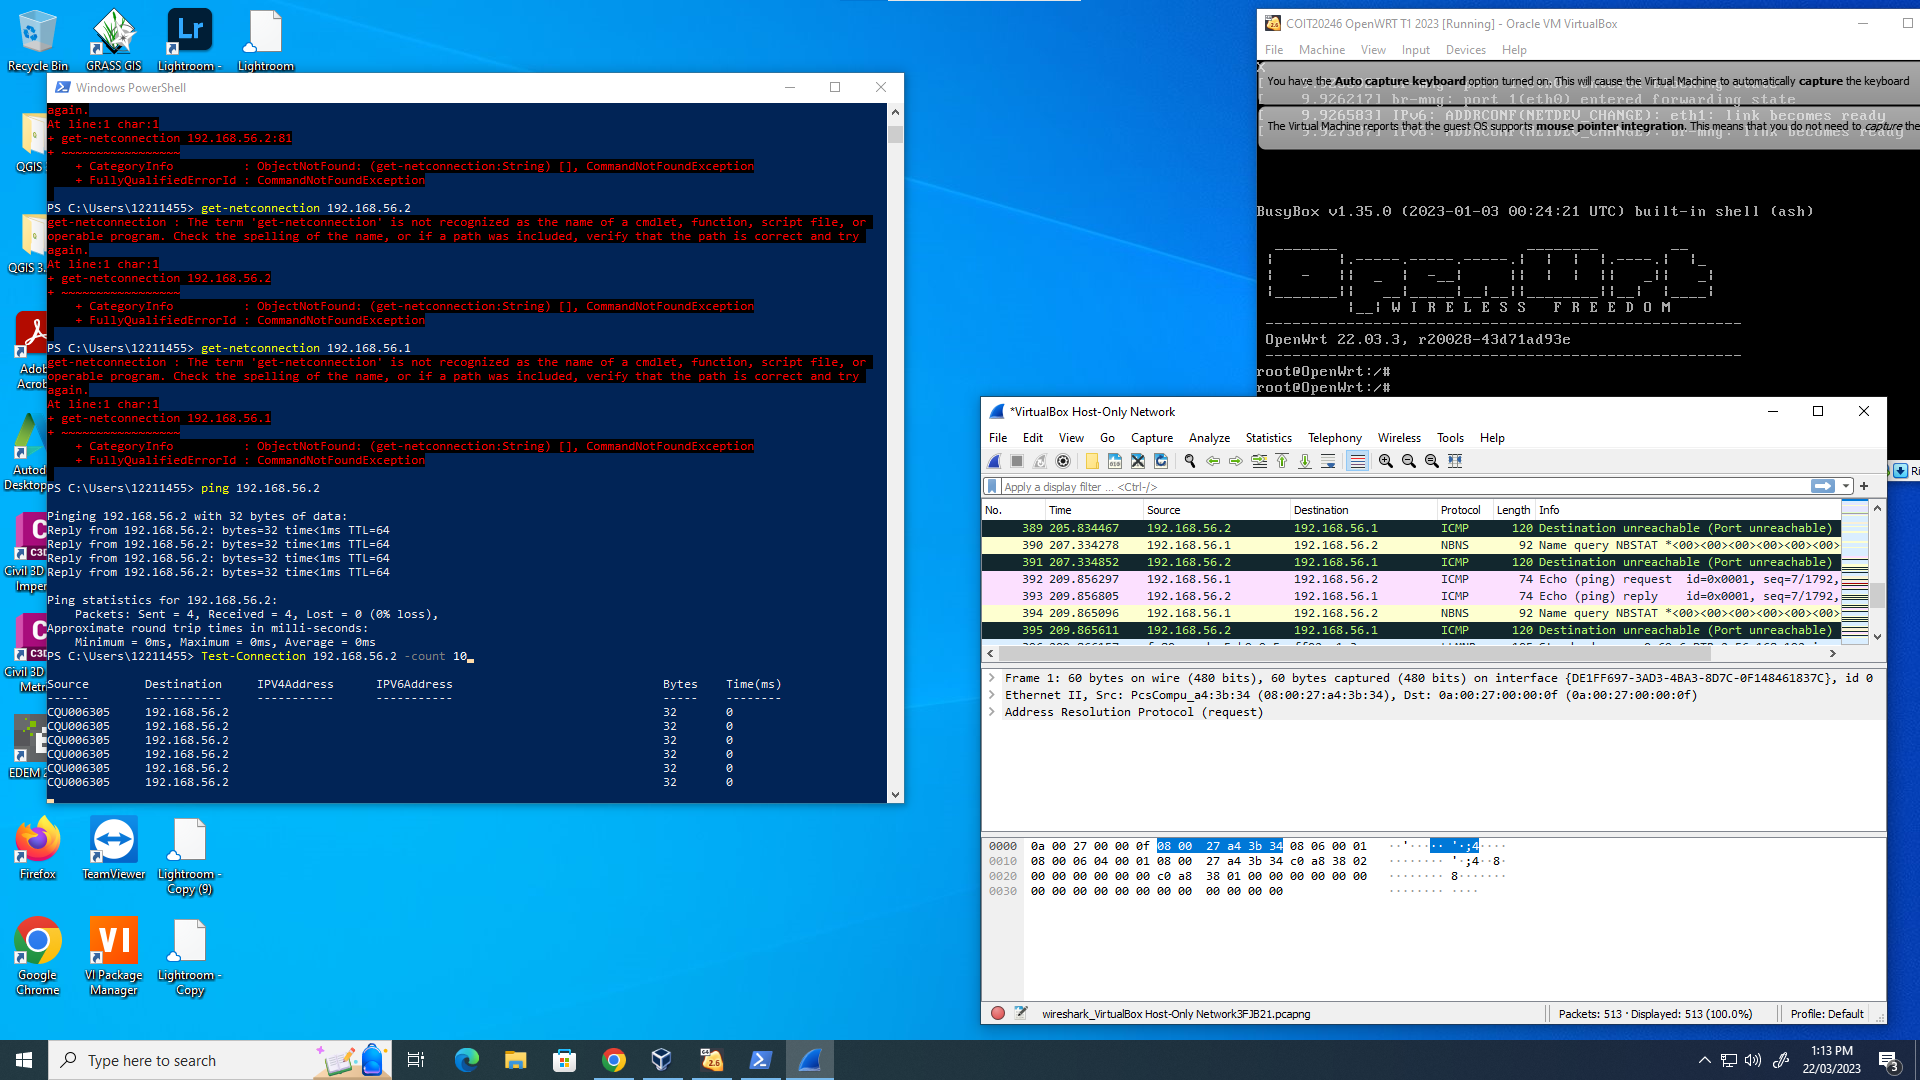 Recycle Bin
GRASS GIS
Lightroom -
Lightroom
QGIS
QGIS 3.
Adob
Acrob
Autod
Desktop
Civil 3D
Imper
Civil 3D
Metr
EDEM 2
Firefox
TeamViewer
Lightroom -
Copy (9)
Google
Chrome
VI Package
Manager
Lightroom -
Copy
Windows PowerShell
again.
At line:1 char:1
+ get-netconnection 192.168.56.2:81
+ ~~~~~~~~~~~~~~~~~
+ CategoryInfo          : ObjectNotFound: (get-netconnection:String) [], CommandNotFoundException
+ FullyQualifiedErrorId : CommandNotFoundException
PS C:\Users\12211455> get-netconnection 192.168.56.2
get-netconnection : The term 'get-netconnection' is not recognized as the name of a cmdlet, function, script file, or
operable program. Check the spelling of the name, or if a path was included, verify that the path is correct and try
again.
At line:1 char:1
+ get-netconnection 192.168.56.2
+ ~~~~~~~~~~~~~~~~~
+ CategoryInfo          : ObjectNotFound: (get-netconnection:String) [], CommandNotFoundException
+ FullyQualifiedErrorId : CommandNotFoundException
PS C:\Users\12211455> get-netconnection 192.168.56.1
get-netconnection : The term 'get-netconnection' is not recognized as the name of a cmdlet, function, script file, or
operable program. Check the spelling of the name, or if a path was included, verify that the path is correct and try
again.
At line:1 char:1
+ get-netconnection 192.168.56.1
+ ~~~~~~~~~~~~~~~~~
+ CategoryInfo          : ObjectNotFound: (get-netconnection:String) [], CommandNotFoundException
+ FullyQualifiedErrorId : CommandNotFoundException
PS C:\Users\12211455> ping 192.168.56.2
Pinging 192.168.56.2 with 32 bytes of data:
Reply from 192.168.56.2: bytes=32 time<1ms TTL=64
Reply from 192.168.56.2: bytes=32 time<1ms TTL=64
Reply from 192.168.56.2: bytes=32 time<1ms TTL=64
Reply from 192.168.56.2: bytes=32 time<1ms TTL=64
Ping statistics for 192.168.56.2:
Packets: Sent = 4, Received = 4, Lost = 0 (0% loss),
Approximate round trip times in milli-seconds:
Minimum = 0ms, Maximum = 0ms, Average = 0ms
PS C:\Users\12211455> Test-Connection 192.168.56.2 -count 10
Source Destination IPV4Address IPV6Address Bytes Time(ms)
------ ----------- ----------- ----------- ----- --------
CQU006305 192.168.56.2 32 0
CQU006305 192.168.56.2 32 0
CQU006305 192.168.56.2 32 0
CQU006305 192.168.56.2 32 0
CQU006305 192.168.56.2 32 0
CQU006305 192.168.56.2 32 0
COIT20246 OpenWRT T1 2023 [Running] - Oracle VM VirtualBox
File Machine View Input Devices Help
You have the Auto capture keyboard option turned on. This will cause the Virtual Machine to automatically capture the keyboard
[ 9.926217] br-mng: port 1(eth0) entered forwarding state
[ 9.926583] IPv6: ADDRCONF(NETDEV_CHANGE): eth1: link becomes ready
The Virtual Machine reports that the guest OS supports mouse pointer integration. This means that you do not need to capture the
BusyBox v1.35.0 (2023-01-03 00:24:21 UTC) built-in shell (ash)
OpenWrt
W I R E L E S S   F R E E D O M
OpenWrt 22.03.3, r20028-43d71ad93e
root@OpenWrt:/#
root@OpenWrt:/#
*VirtualBox Host-Only Network
File Edit View Go Capture Analyze Statistics Telephony Wireless Tools Help
Apply a display filter ... <Ctrl-/>
No. Time Source Destination Protocol Length Info
389 205.834467 192.168.56.2 192.168.56.1 ICMP 120 Destination unreachable (Port unreachable)
390 207.334278 192.168.56.1 192.168.56.2 NBNS 92 Name query NBSTAT *<00><00><00><00><00><00>
391 207.334852 192.168.56.2 192.168.56.1 ICMP 120 Destination unreachable (Port unreachable)
392 209.856297 192.168.56.1 192.168.56.2 ICMP 74 Echo (ping) request  id=0x0001, seq=7/1792,
393 209.856805 192.168.56.2 192.168.56.1 ICMP 74 Echo (ping) reply    id=0x0001, seq=7/1792,
394 209.865096 192.168.56.1 192.168.56.2 NBNS 92 Name query NBSTAT *<00><00><00><00><00><00>
395 209.865611 192.168.56.2 192.168.56.1 ICMP 120 Destination unreachable (Port unreachable)
Frame 1: 60 bytes on wire (480 bits), 60 bytes captured (480 bits) on interface {DE1FF697-3AD3-4BA3-8D7C-0F148461837C}, id 0
Ethernet II, Src: PcsCompu_a4:3b:34 (08:00:27:a4:3b:34), Dst: 0a:00:27:00:00:0f (0a:00:27:00:00:0f)
Address Resolution Protocol (request)
0000 0a 00 27 00 00 0f 08 00 27 a4 3b 34 08 06 00 01 ··'····· '·;4····
0010 08 00 06 04 00 01 08 00 27 a4 3b 34 c0 a8 38 02 ········ '·;4··8·
0020 00 00 00 00 00 00 c0 a8 38 01 00 00 00 00 00 00 ········ 8·······
0030 00 00 00 00 00 00 00 00 00 00 00 00 ········ ····
wireshark_VirtualBox Host-Only Network3FJB21.pcapng
Packets: 513 · Displayed: 513 (100.0%)
Profile: Default
Type here to search
1:13 PM
22/03/2023
3